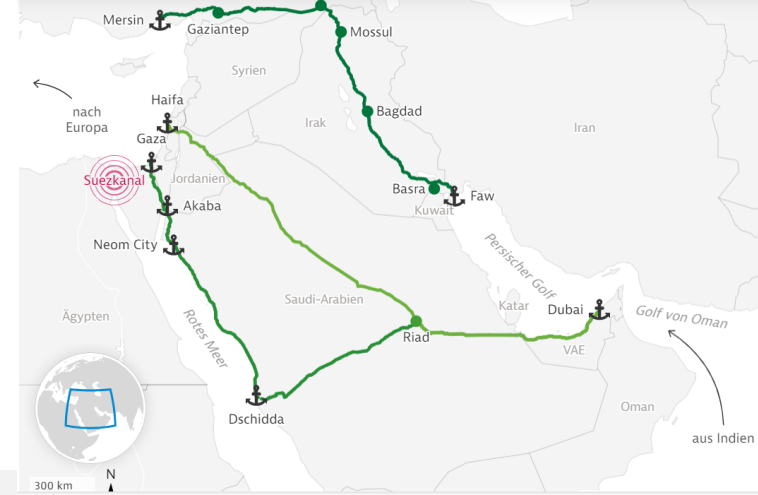 Mersin
Gaziantep
Mossul
Syrien
nach
Europa
Haifa
Bagdad
Irak
Iran
Gaza
Suezkanal
Jordanien
Basra
Faw
Kuwait
Akaba
Neom City
Persischer Golf
Saudi-Arabien
Katar
Dubai
Golf von Oman
Ägypten
Rotes Meer
Riad
VAE
Dschidda
Oman
aus Indien
N
300 km